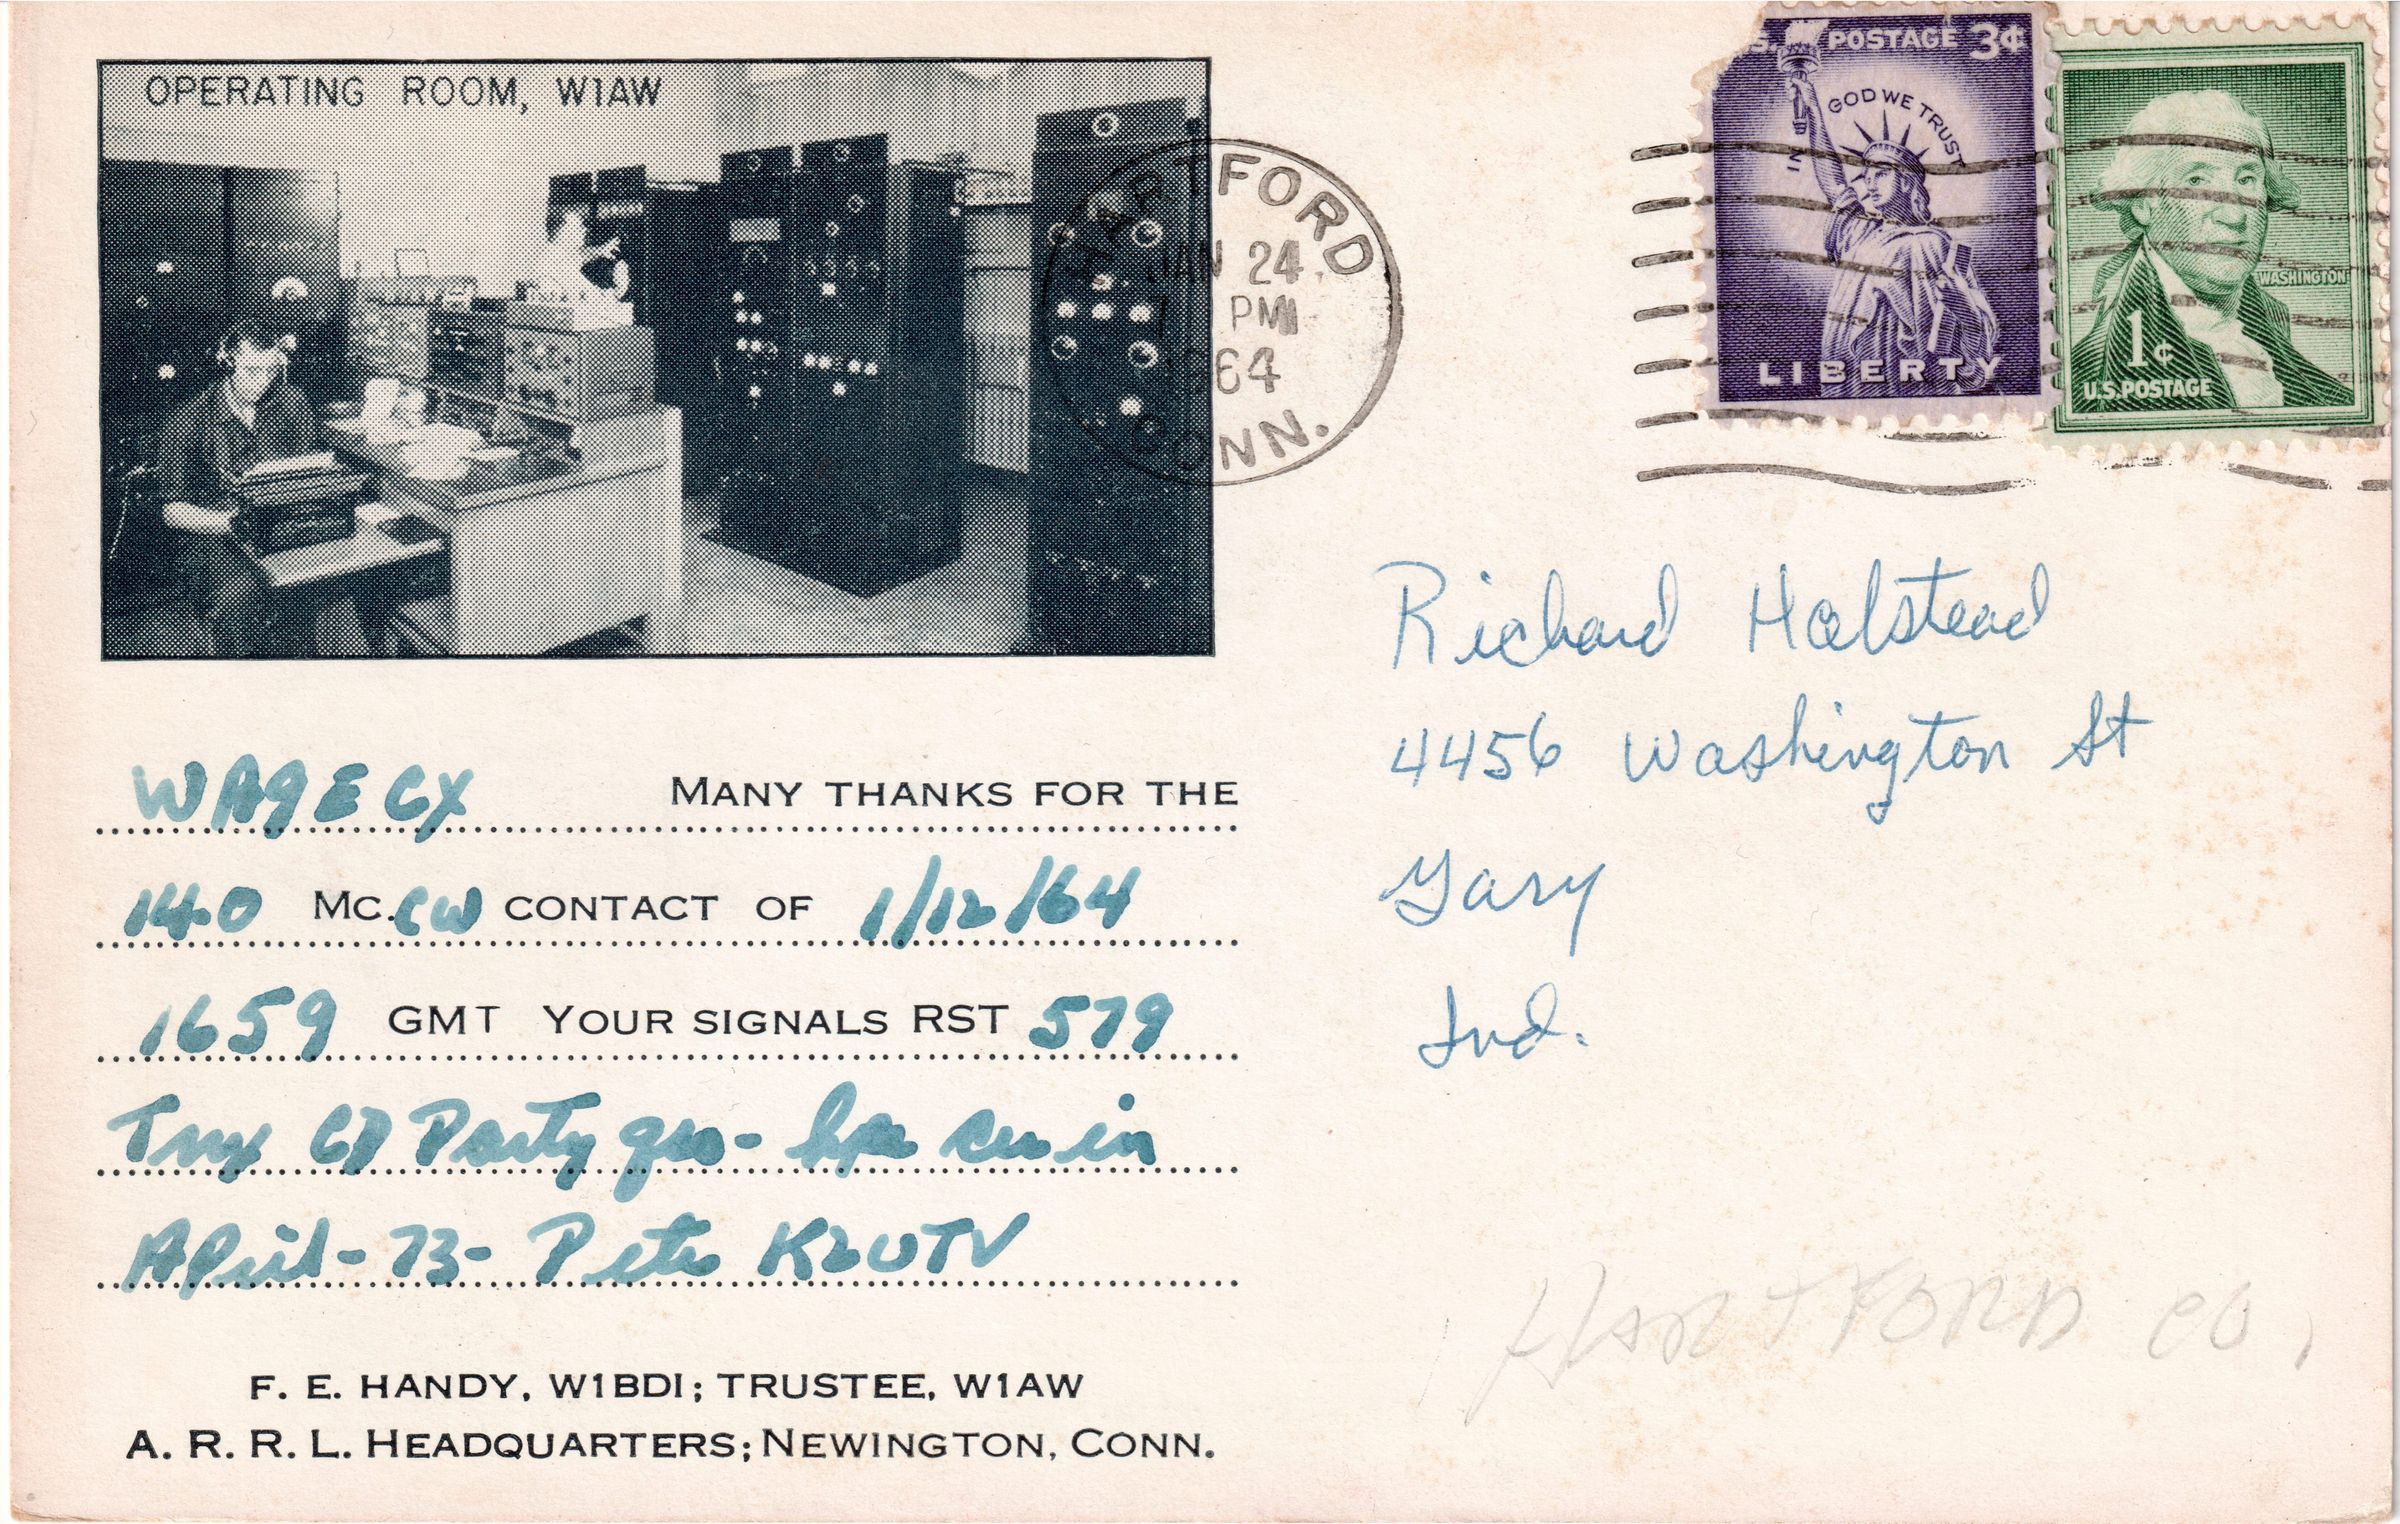 OPERATING ROOM, W1AW
HARTFORD
JAN 24
PM
1964
CONN.
U.S. POSTAGE 3¢
IN GOD WE TRUST
LIBERTY
WASHINGTON
1¢
U.S. POSTAGE
WA9ECX MANY THANKS FOR THE
14.0 MC. CW CONTACT OF 1/12/64
1659 GMT YOUR SIGNALS RST 579
Tnx CD Party qso - hpe cu in
April - 73 - Pete K2UTV
F. E. HANDY, W1BDI; TRUSTEE, W1AW
A. R. R. L. HEADQUARTERS; NEWINGTON, CONN.
Richard Halstead
4456 Washington St
Gary
Ind.
HARTFORD CO,